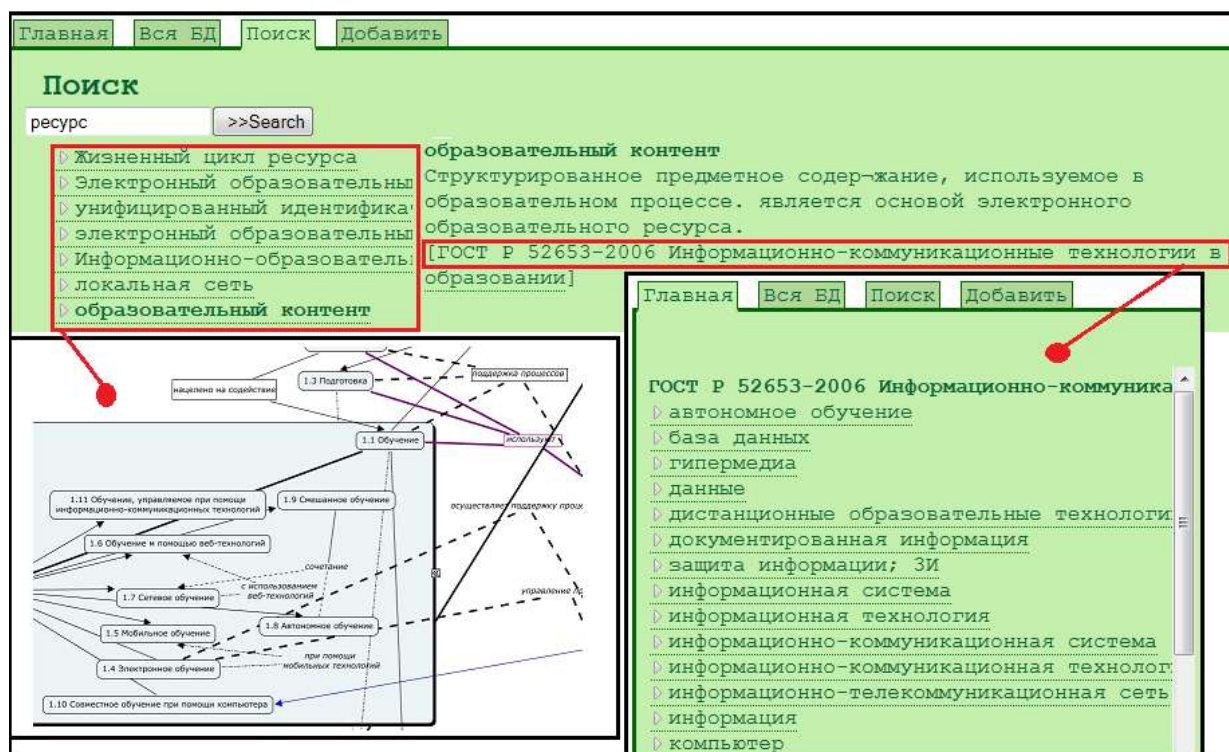 Главная Вся БД Поиск Добавить
Поиск
ресурс >>Search
Жизненный цикл ресурса
Электронный образовательны
унифицированный идентифика
электронный образовательны
Информационно-образователь
локальная сеть
образовательный контент
образовательный контент
Структурированное предметное содер¬жание, используемое в
образовательном процессе. является основой электронного
образовательного ресурса.
[ГОСТ Р 52653-2006 Информационно-коммуникационные технологии в
образовании]
Главная Вся БД Поиск Добавить
ГОСТ Р 52653-2006 Информационно-коммуника
автономное обучение
база данных
гипермедиа
данные
дистанционные образовательные технологи
документированная информация
защита информации; ЗИ
информационная система
информационная технология
информационно-коммуникационная система
информационно-коммуникационная технолог
информационно-телекоммуникационная сеть
информация
компьютер
поддержка процессов
1.3 Подготовка
нацелено на содействие
1.1 Обучение
используют
1.11 Обучение, управляемое при помощи
информационно-коммуникационных технологий
1.9 Смешанное обучение
осуществляет поддержку проце
1.6 Обучение м помощью веб-технологий
сочетание
с использованием
веб-технологий
управление
1.7 Сетевое обучение
1.8 Автономное обучение
1.5 Мобильное обучение
при помощи
мобильных технологий
1.4 Электронное обучение
1.10 Совместное обучение при помощи компьютера